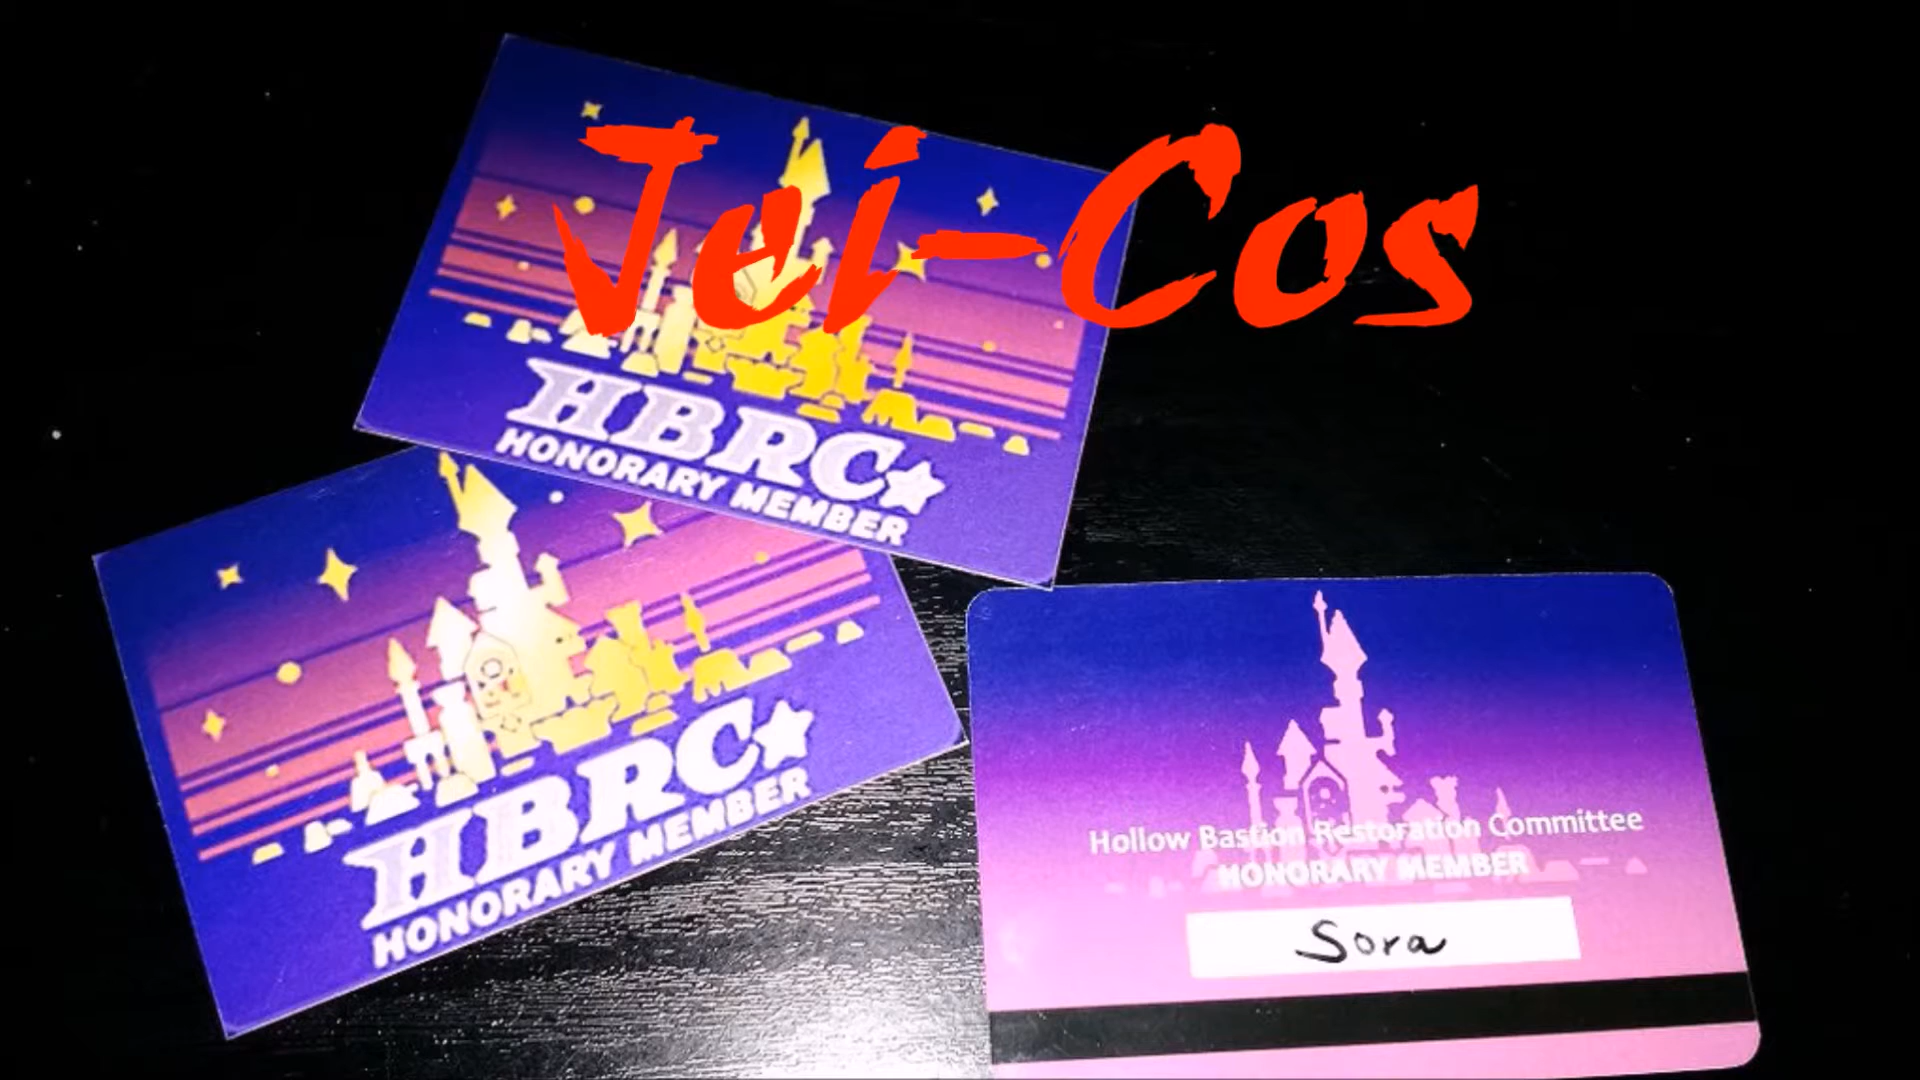 Jei-Cos
HBRC
HONORARY MEMBER
HBRC
HONORARY MEMBER
Hollow Bastion Restoration Committee
HONORARY MEMBER
Sora